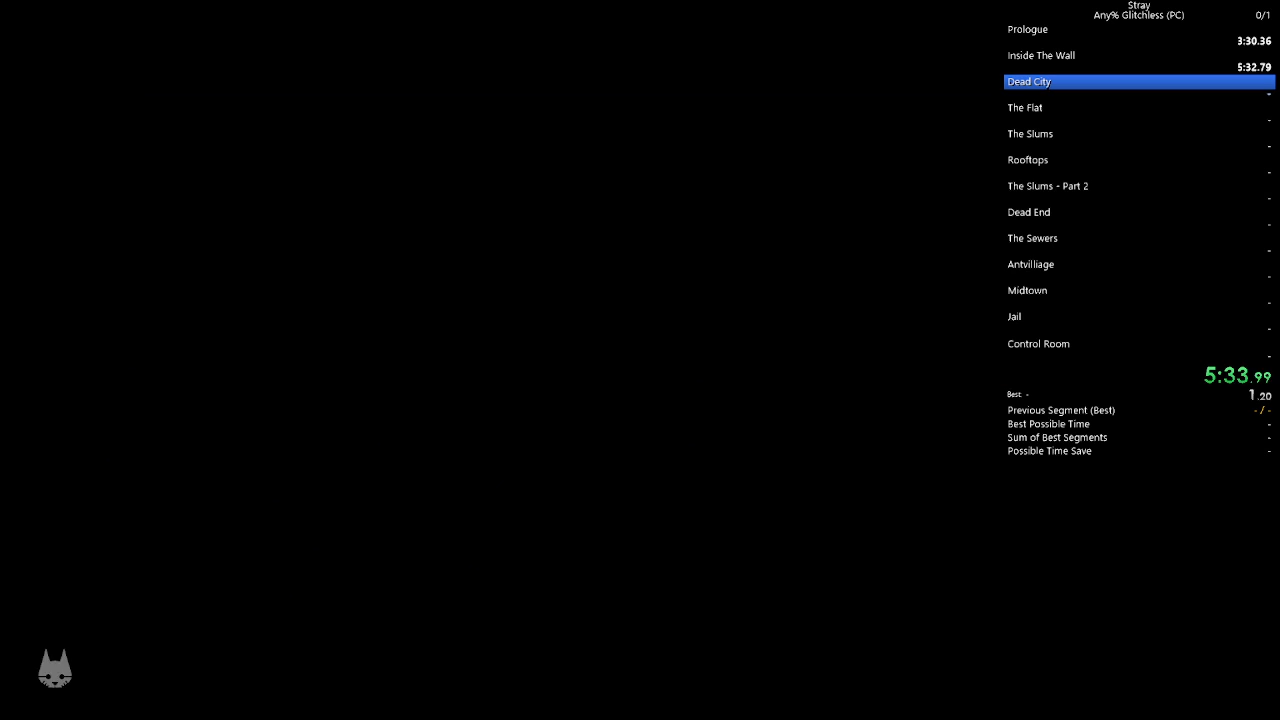 Stray
Any% Glitchless (PC) 0/1
Prologue
3:30.36
Inside The Wall
5:32.79
Dead City
-
The Flat
-
The Slums
-
Rooftops
-
The Slums - Part 2
-
Dead End
-
The Sewers
-
Antvilliage
-
Midtown
-
Jail
-
Control Room
-
5:33.99
Best: - 1.20
Previous Segment (Best) - / -
Best Possible Time -
Sum of Best Segments -
Possible Time Save -